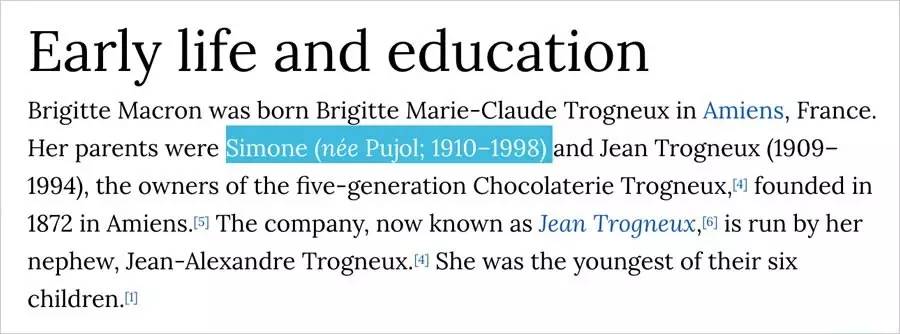 Early life and education
Brigitte Macron was born Brigitte Marie-Claude Trogneux in Amiens, France.
Her parents were Simone (née Pujol; 1910–1998) and Jean Trogneux (1909–
1994), the owners of the five-generation Chocolaterie Trogneux,[4] founded in
1872 in Amiens.[5] The company, now known as Jean Trogneux,[6] is run by her
nephew, Jean-Alexandre Trogneux.[4] She was the youngest of their six
children.[1]